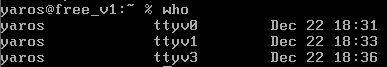 yaros@free_v1:~ % who
yaros            ttyv0        Dec 22 18:31
yaros            ttyv1        Dec 22 18:33
yaros            ttyv3        Dec 22 18:36